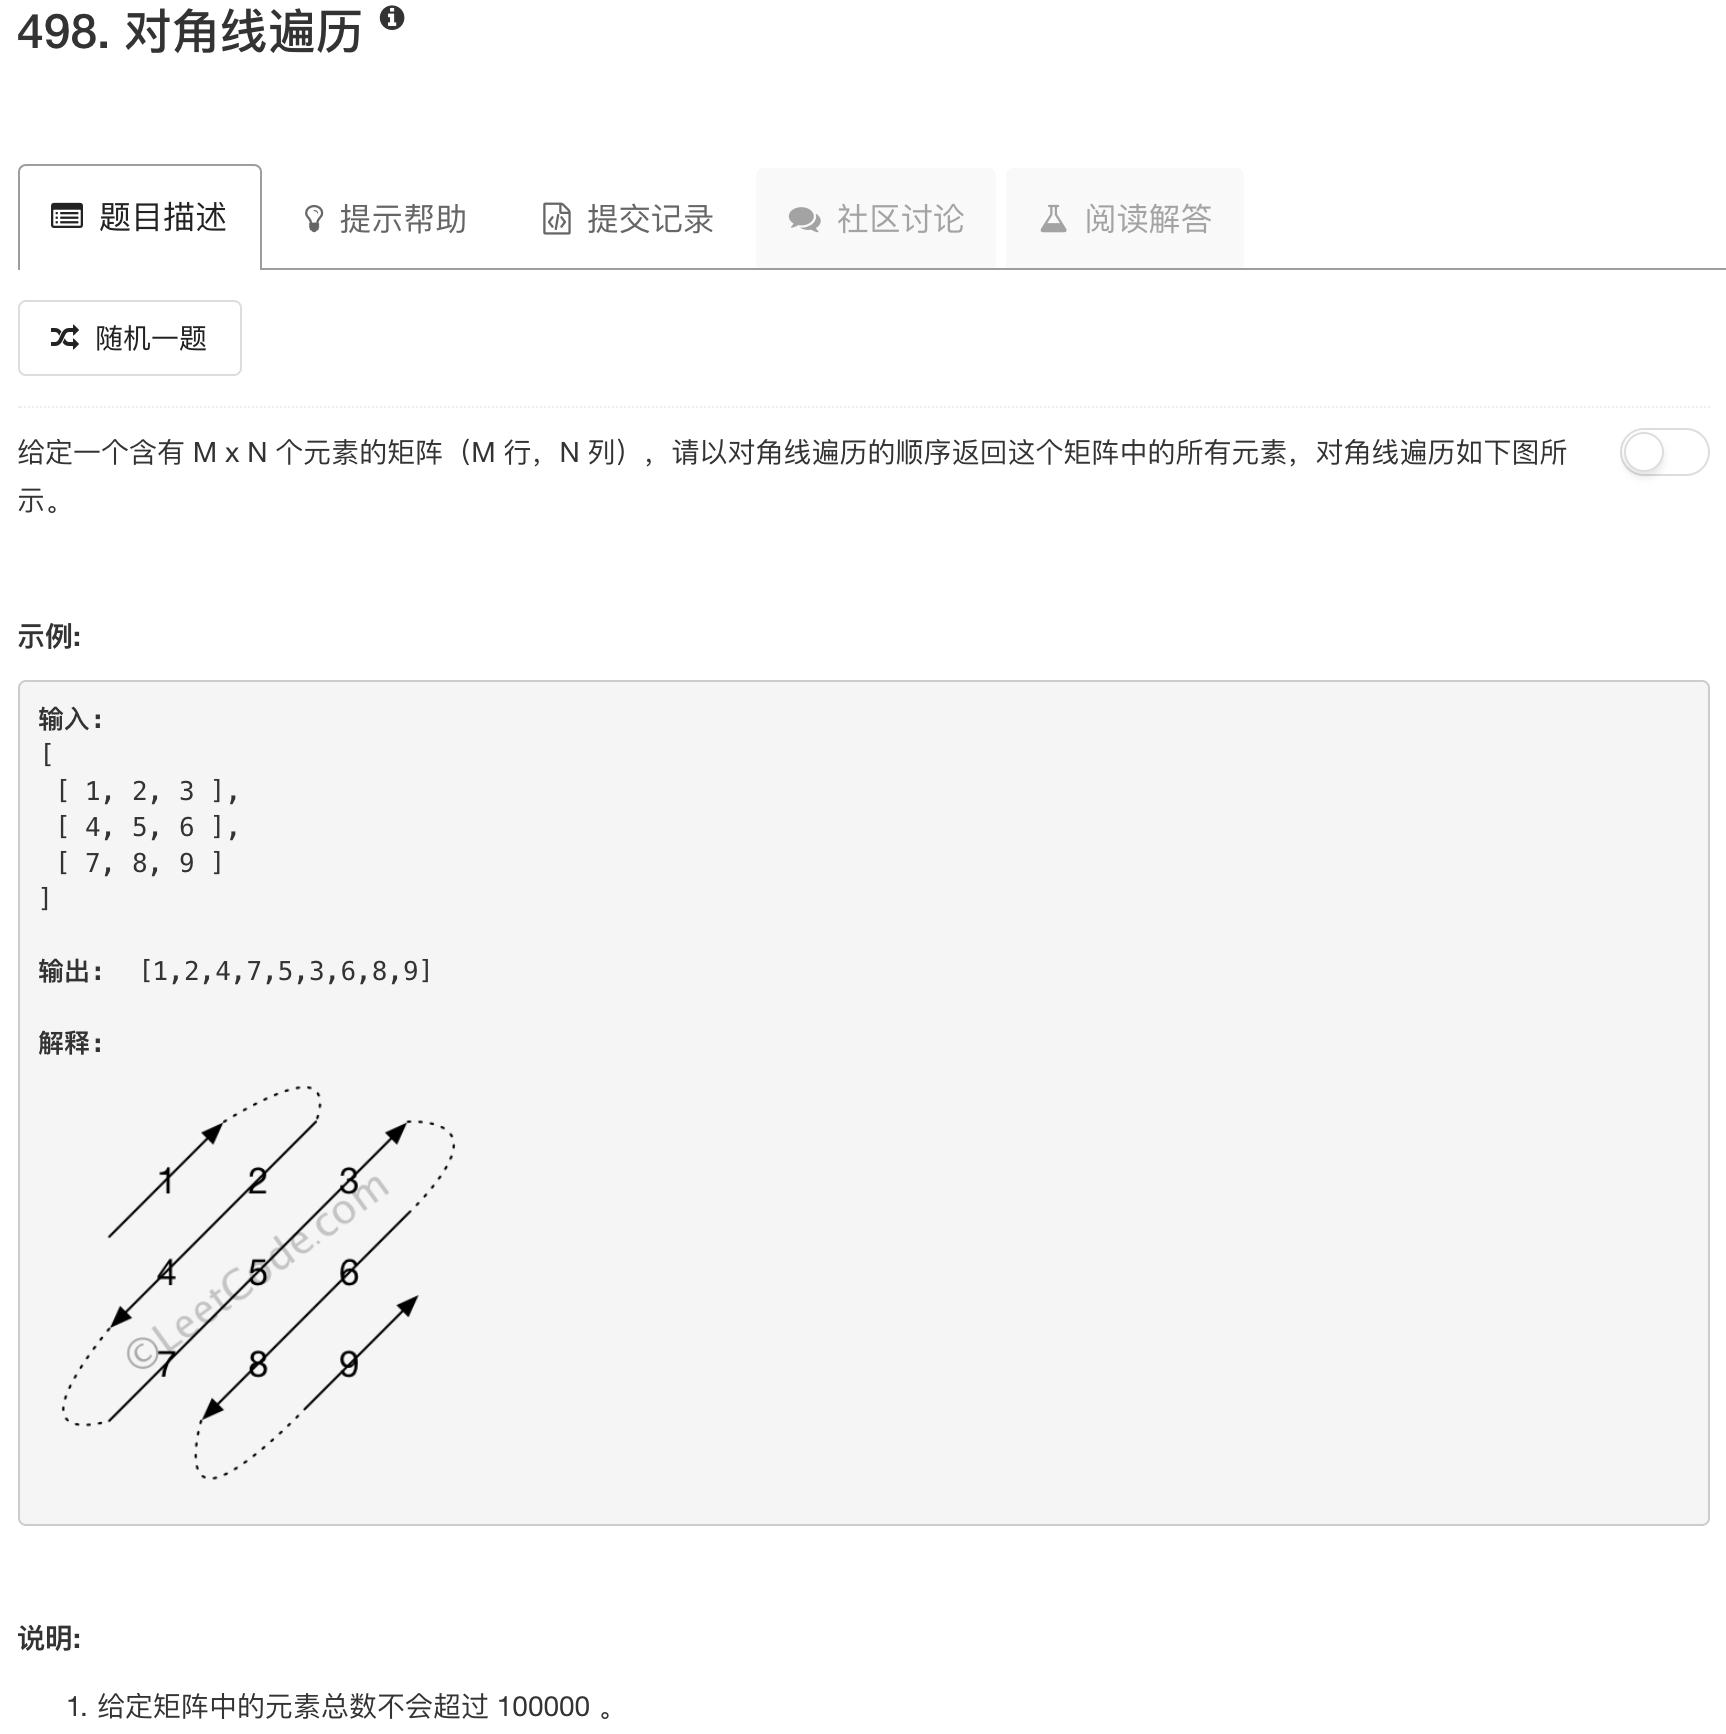 498. 对角线遍历
题目描述 提示帮助 提交记录 社区讨论 阅读解答
随机一题
给定一个含有 M x N 个元素的矩阵（M 行，N 列），请以对角线遍历的顺序返回这个矩阵中的所有元素，对角线遍历如下图所
示。
示例:
输入:
[
[ 1, 2, 3 ],
[ 4, 5, 6 ],
[ 7, 8, 9 ]
]
输出: [1,2,4,7,5,3,6,8,9]
解释:
1 2 3
4 5 6
7 8 9
©LeetCode.com
说明:
1. 给定矩阵中的元素总数不会超过 100000 。